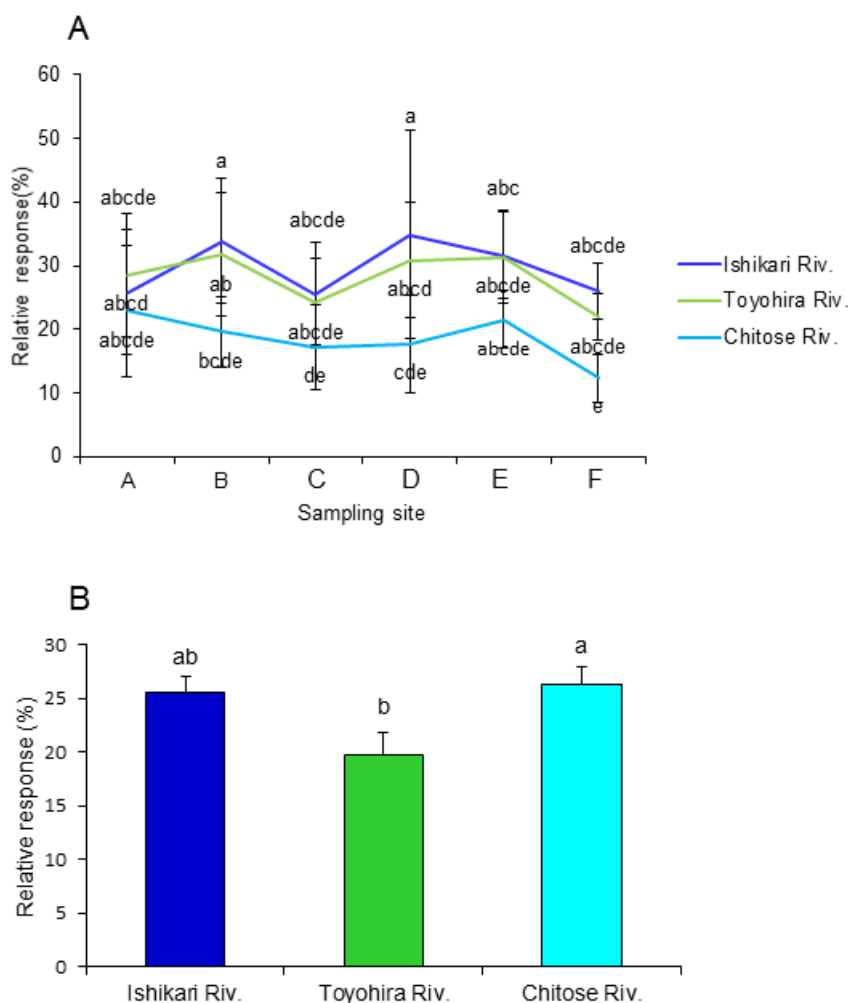 A
60
50
40
30
20
10
0
Relative response(%)
a
a
abcde
abcde
abc
abcde
ab
abcd
abcd
abcde
abcde
abcde
abcde
abcde
bcde
de
cde
e
A B C D E F
Sampling site
Ishikari Riv.
Toyohira Riv.
Chitose Riv.
B
30
25
20
15
10
5
0
Relative response (%)
ab
b
a
Ishikari Riv. Toyohira Riv. Chitose Riv.